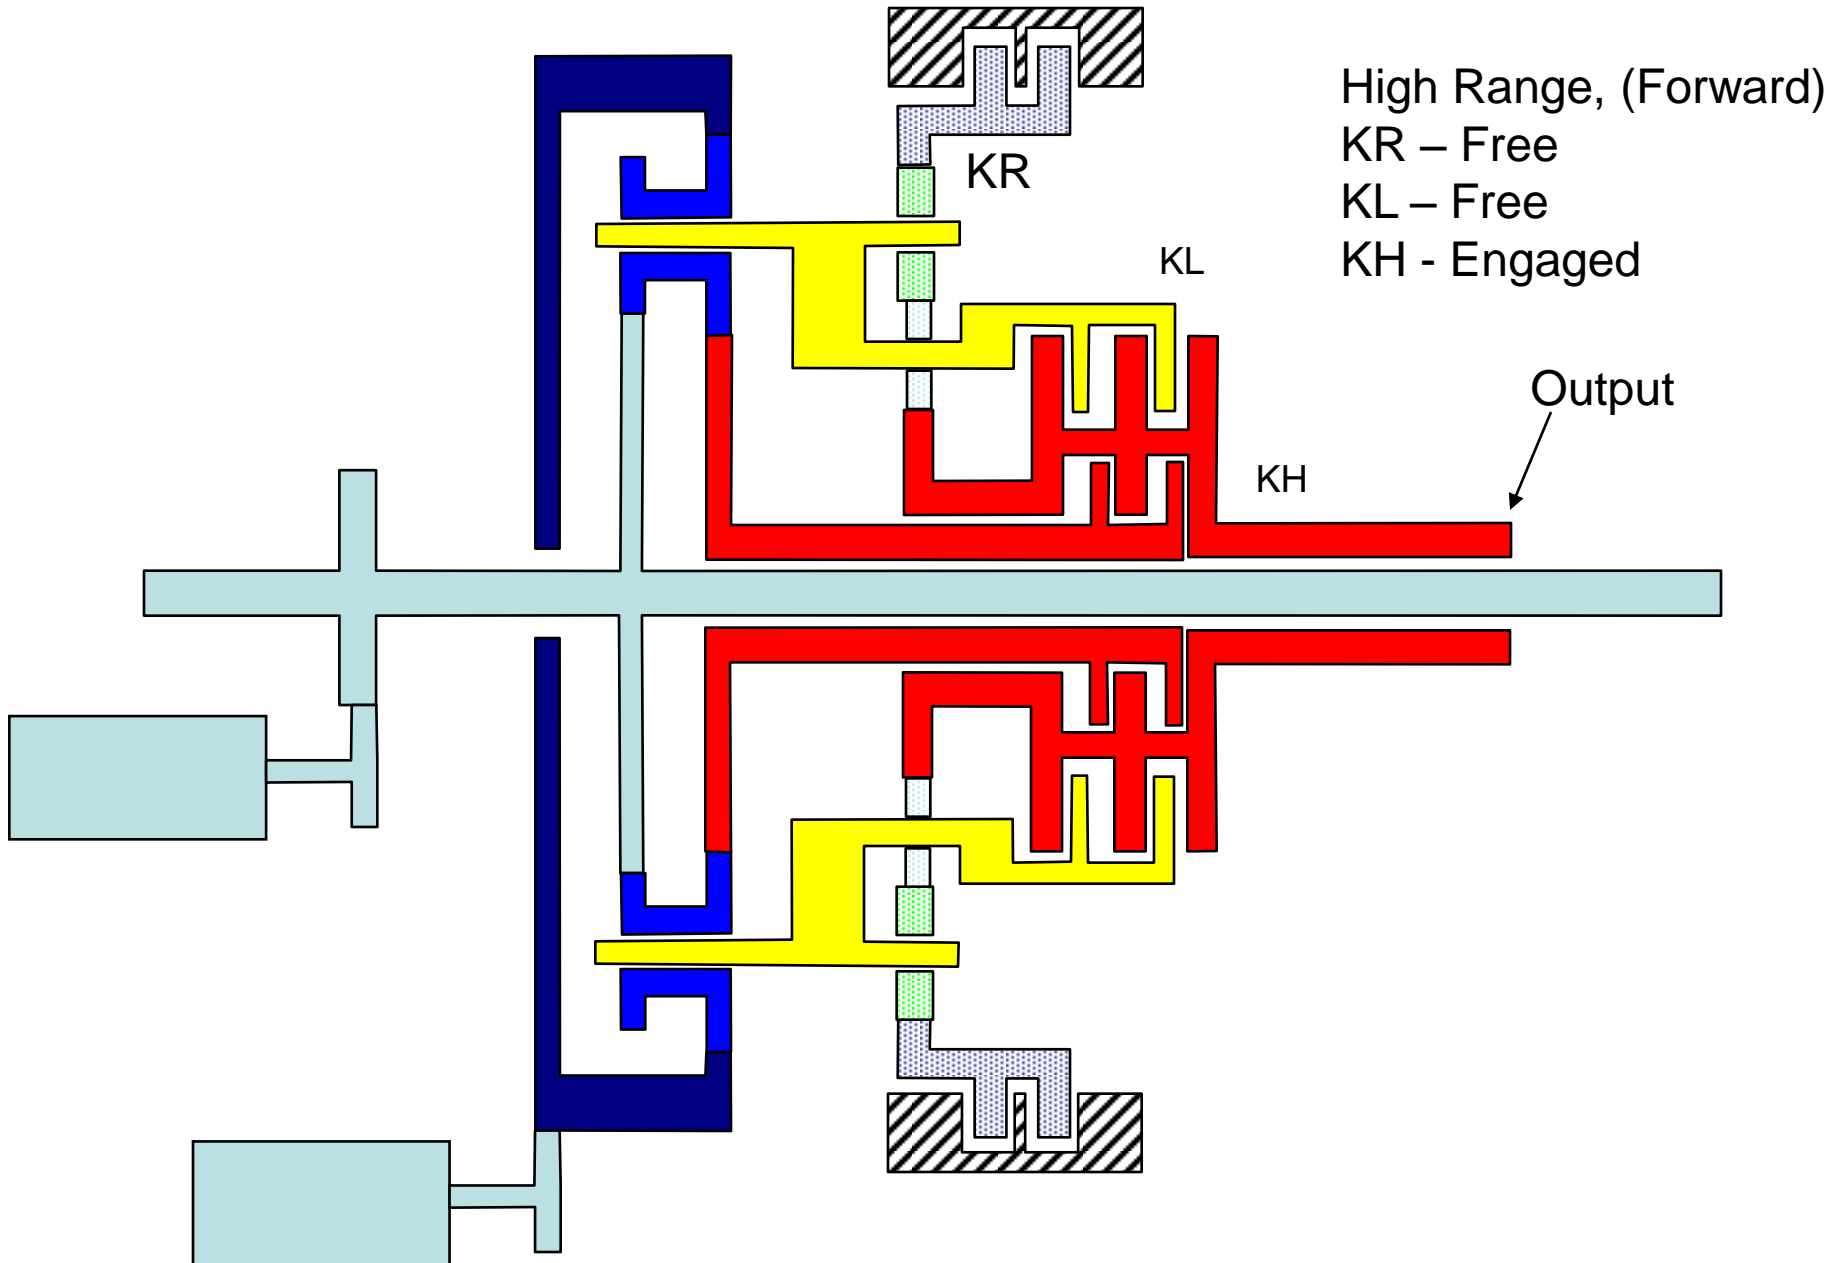 High Range, (Forward)
KR – Free
KR
KL – Free
KL
KH - Engaged
Output
KH